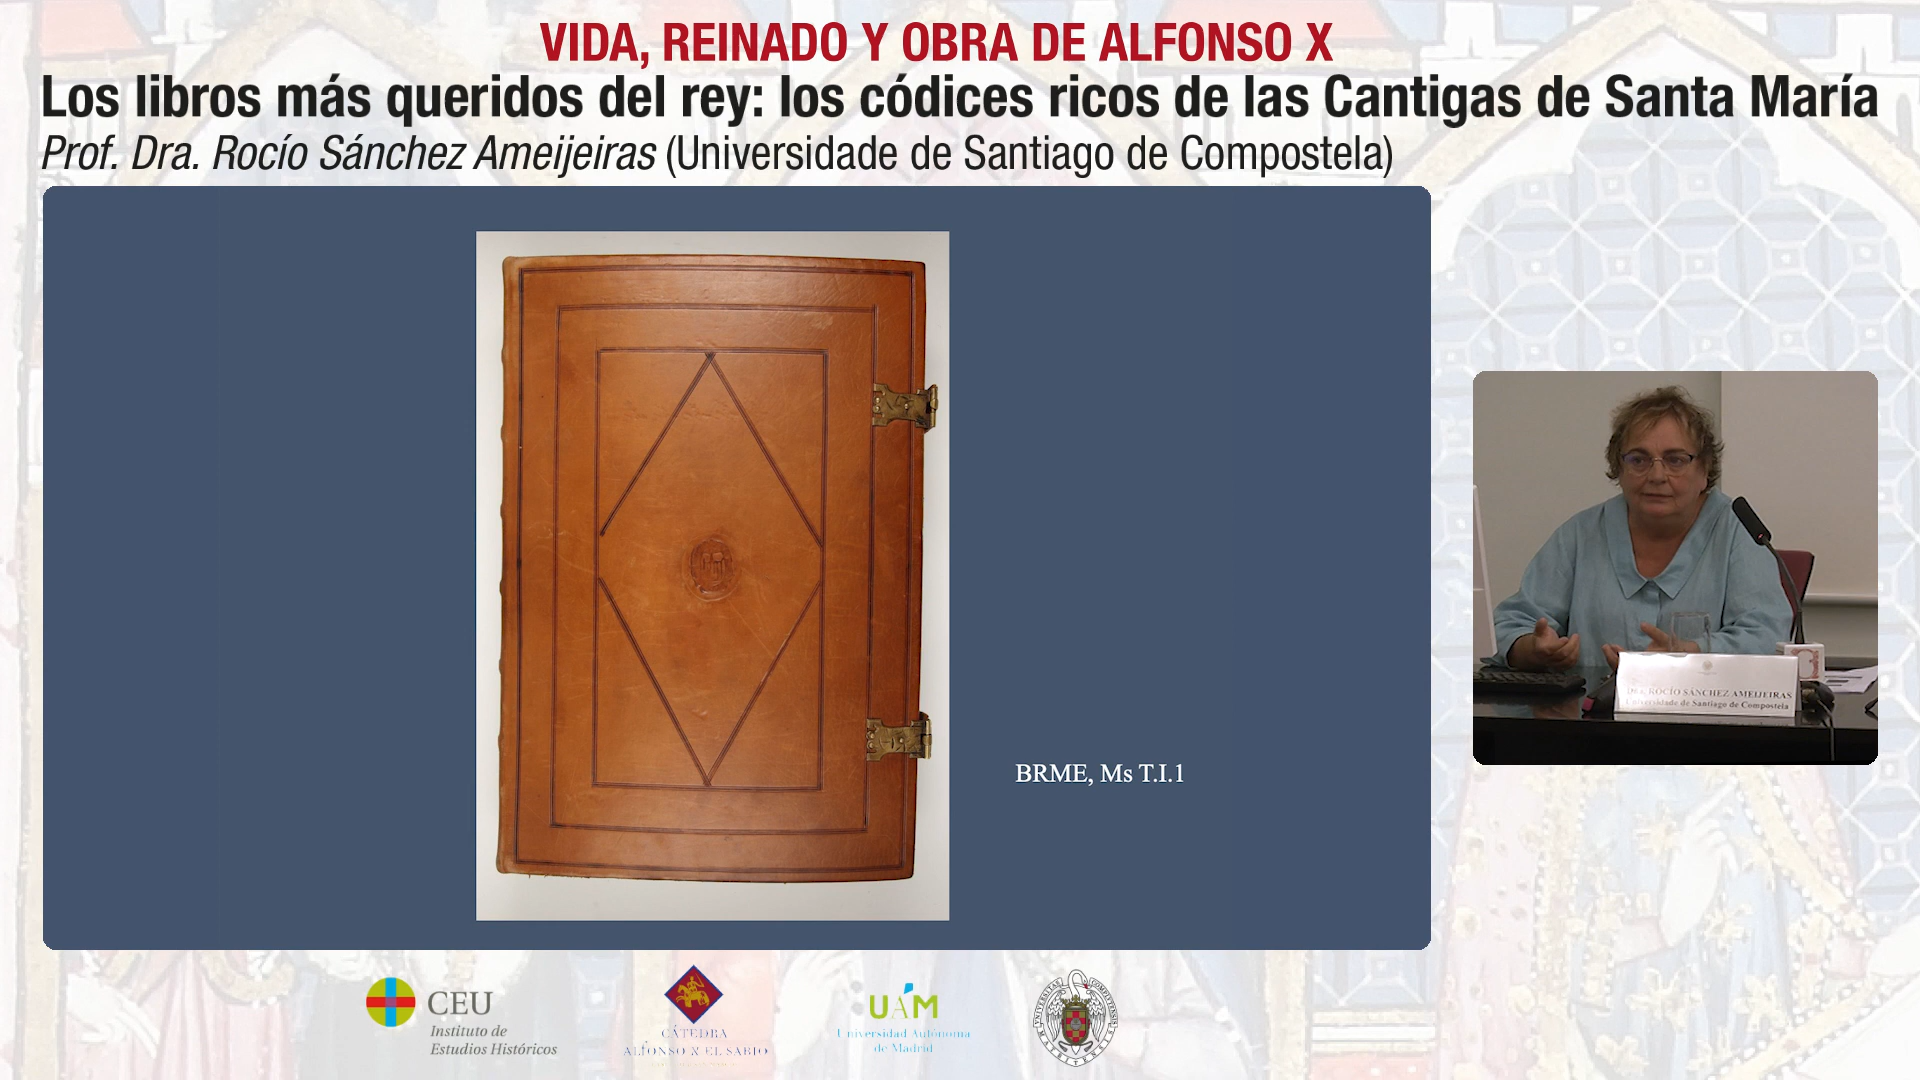 VIDA, REINADO Y OBRA DE ALFONSO X
Los libros más queridos del rey: los códices ricos de las Cantigas de Santa María
Prof. Dra. Rocío Sánchez Ameijeiras (Universidade de Santiago de Compostela)
BRME, Ms T.I.1
Dra. ROCÍO SÁNCHEZ AMEIJEIRAS
Universidade de Santiago de Compostela
CEU
Instituto de
Estudios Históricos
CÁTEDRA
ALFONSO X EL SABIO
UAM
Universidad Autónoma
de Madrid